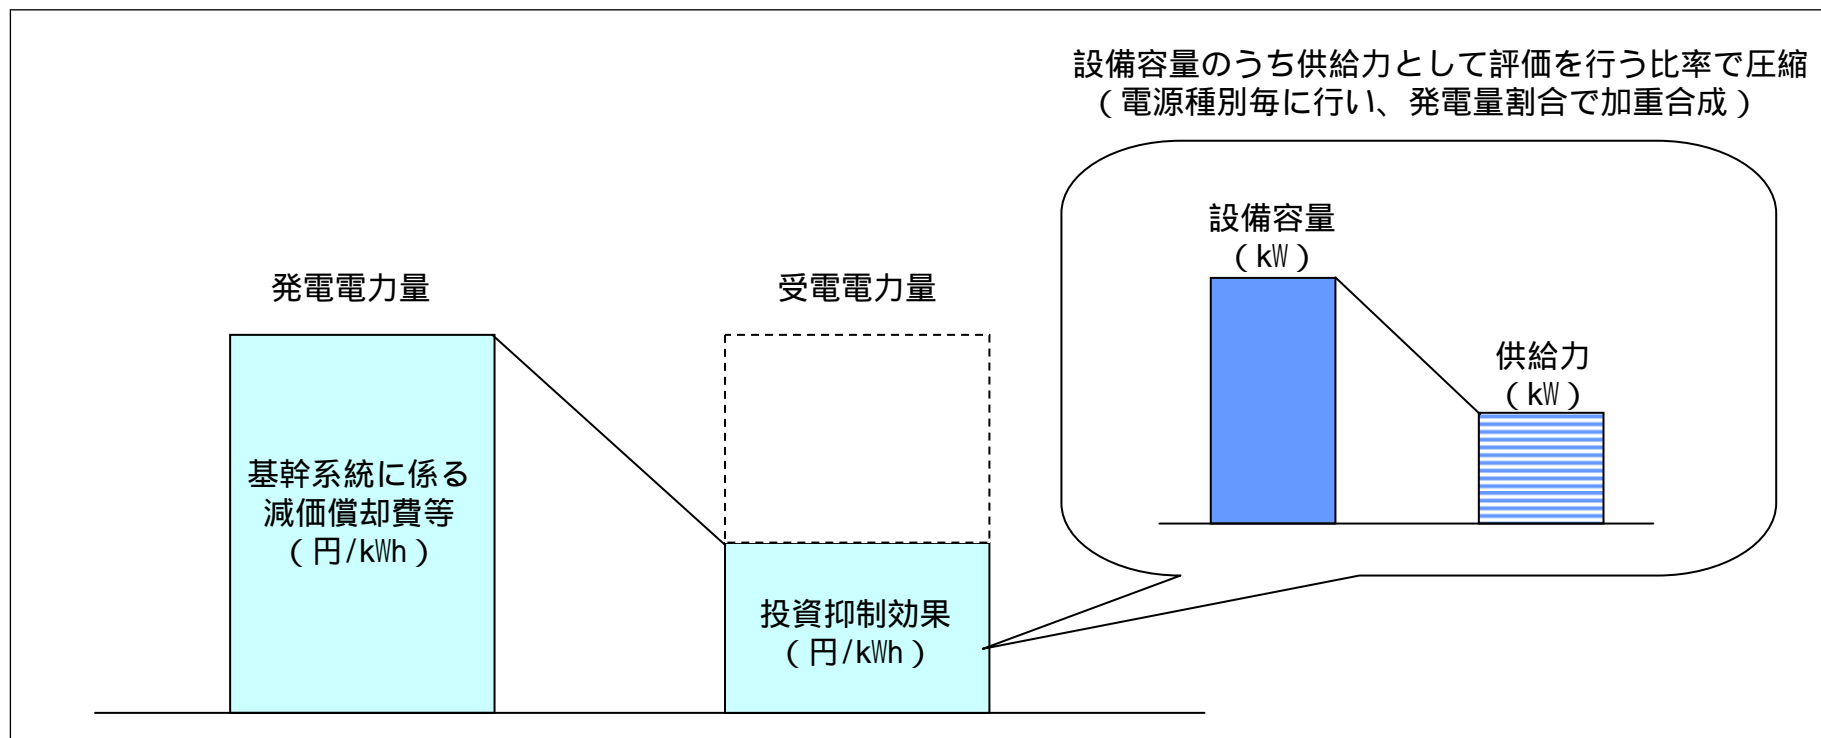 設備容量のうち供給力として評価を行う比率で圧縮
（電源種別毎に行い、発電量割合で加重合成）
設備容量
（kW）
供給力
（kW）
発電電力量
受電電力量
基幹系統に係る
減価償却費等
（円/kWh）
投資抑制効果
（円/kWh）